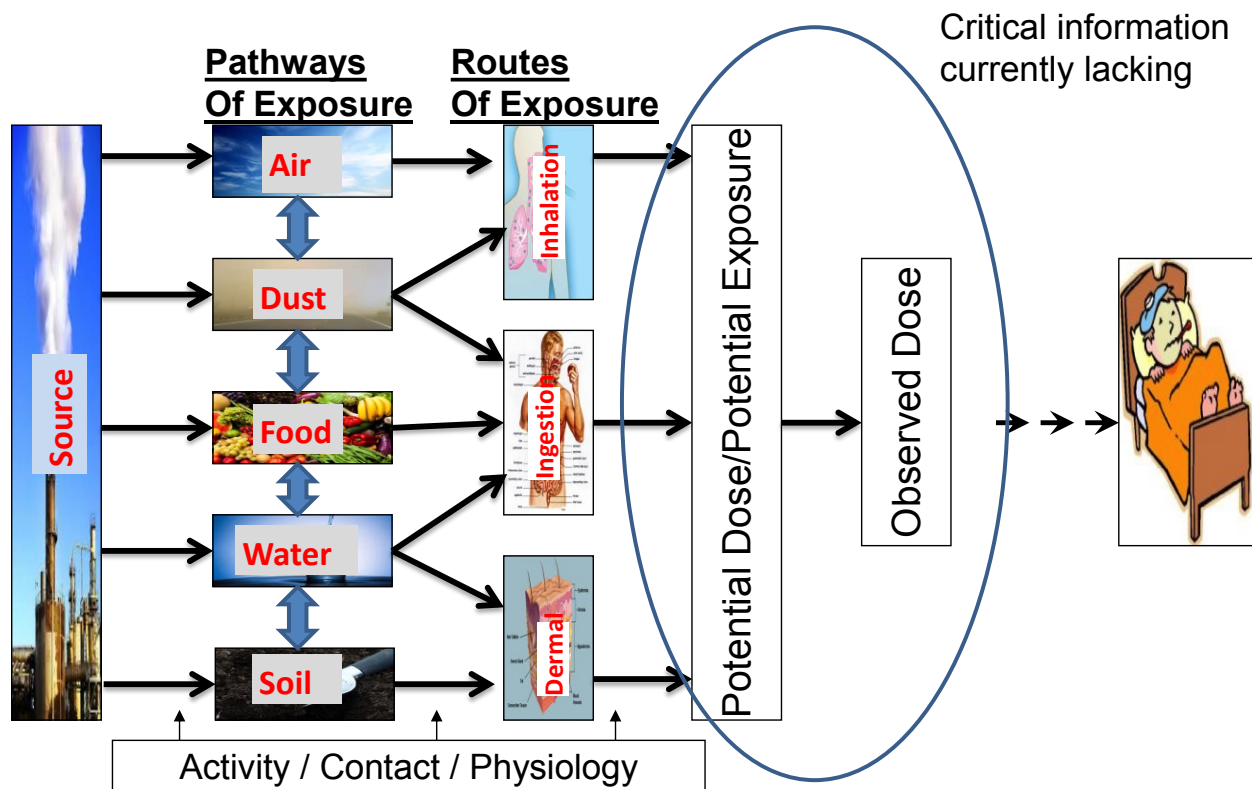 Critical information
currently lacking
Pathways
Of Exposure
Routes
Of Exposure
Source
Air
Dust
Food
Water
Soil
Inhalation
Ingestion
Dermal
Potential Dose/Potential Exposure
Observed Dose
Activity / Contact / Physiology